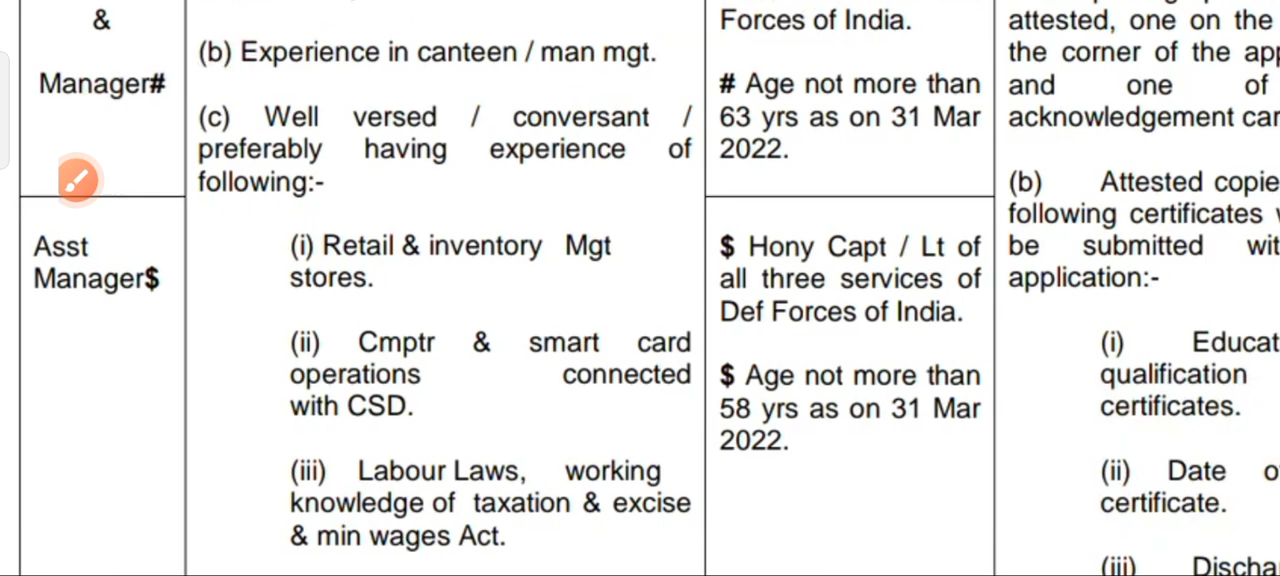 &
Manager#
Asst
Manager$
(b) Experience in canteen / man mgt.
(c) Well versed / conversant /
preferably having experience of
following:-
(i) Retail & inventory Mgt
stores.
(ii) Cmptr & smart card
operations connected
with CSD.
(iii) Labour Laws, working
knowledge of taxation & excise
& min wages Act.
Forces of India.
# Age not more than
63 yrs as on 31 Mar
2022.
$ Hony Capt / Lt of
all three services of
Def Forces of India.
$ Age not more than
58 yrs as on 31 Mar
2022.
attested, one on the
the corner of the
and one of
acknowledgement
(b) Attested
following certificates
be submitted
application:-
(i)
qualification
certificates.
(ii) Date
certificate.
(iii)